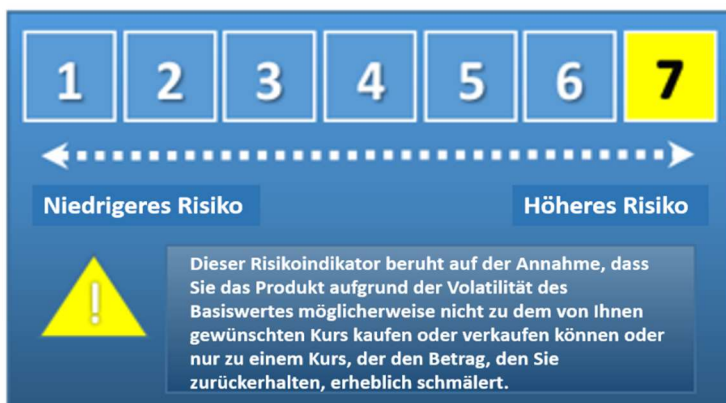 1 2 3 4 5 6 7
Niedrigeres Risiko Höheres Risiko
!
Dieser Risikoindikator beruht auf der Annahme, dass
Sie das Produkt aufgrund der Volatilität des
Basiswertes möglicherweise nicht zu dem von Ihnen
gewünschten Kurs kaufen oder verkaufen können oder
nur zu einem Kurs, der den Betrag, den Sie
zurückerhalten, erheblich schmälert.